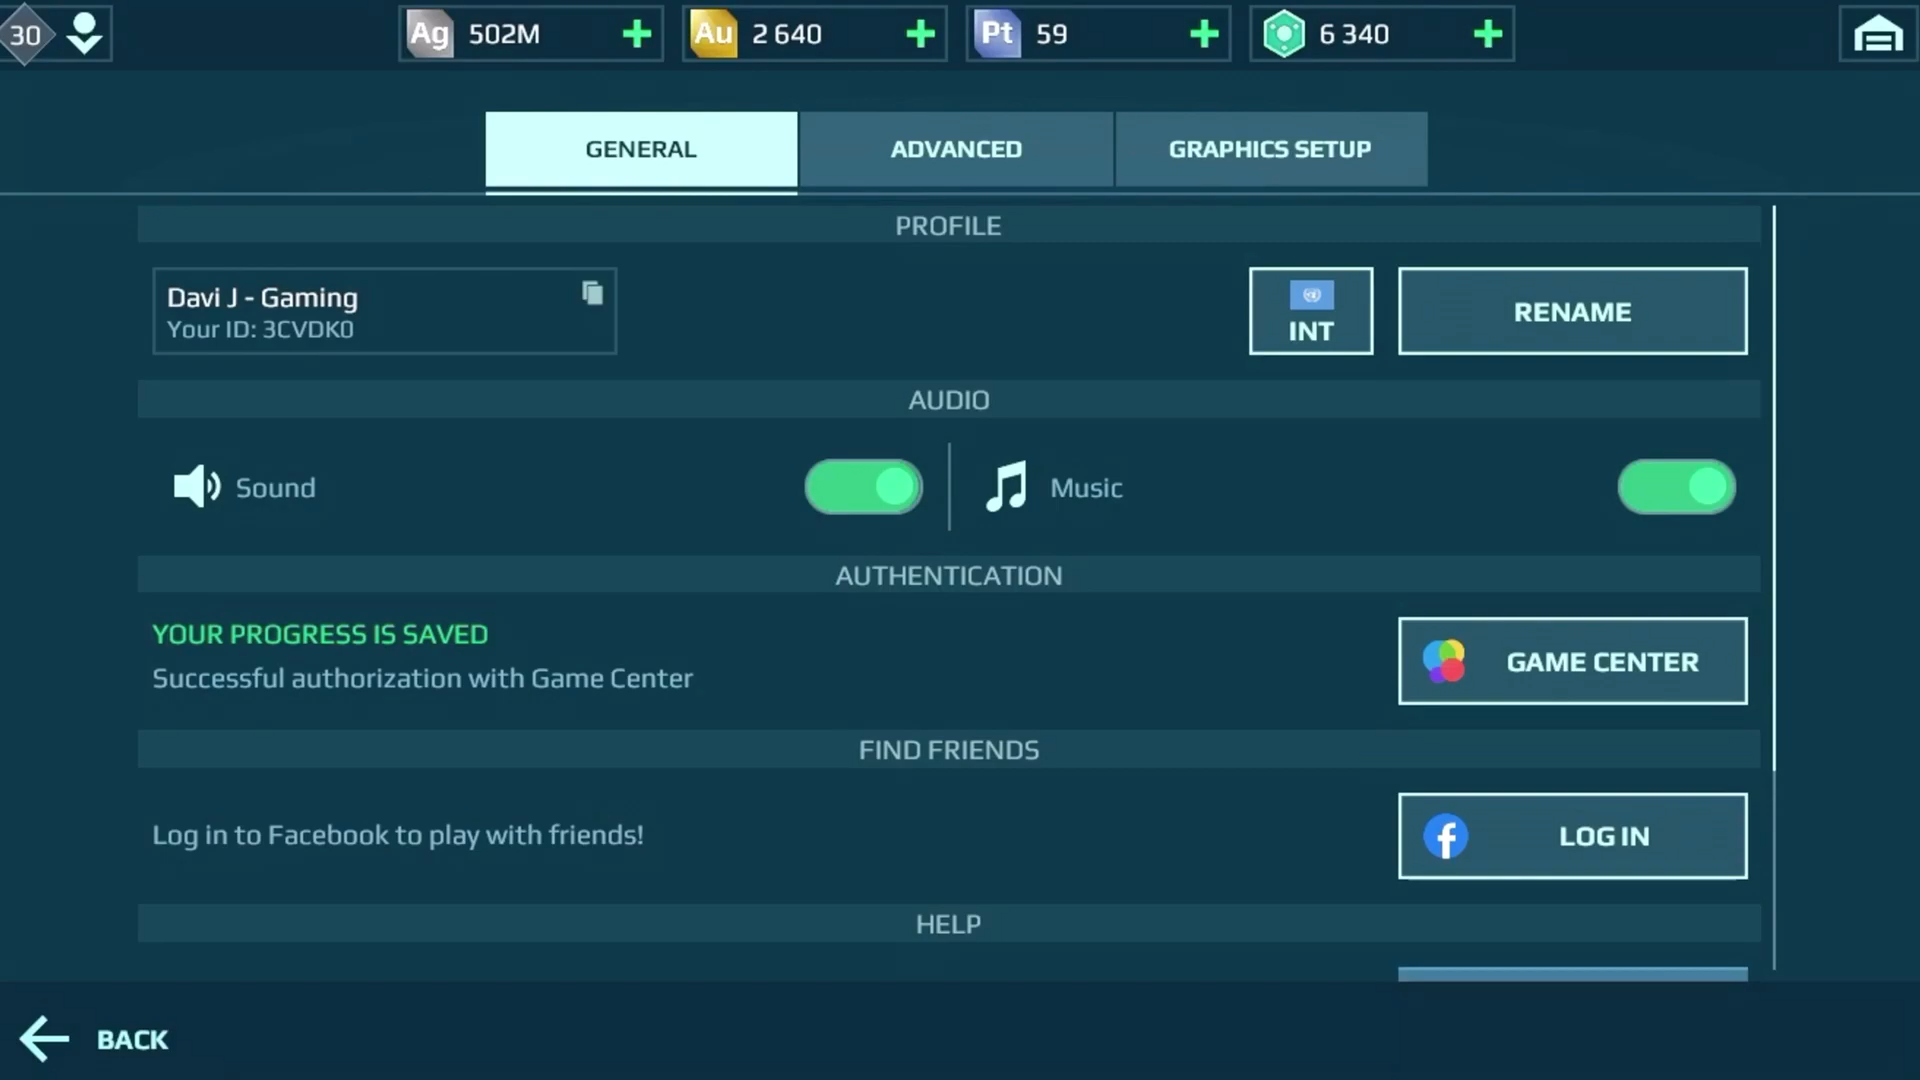 30
Ag 502M
Au 2 640
Pt 59
6 340
GENERAL
ADVANCED
GRAPHICS SETUP
PROFILE
Davi J - Gaming
Your ID: 3CVDK0
INT
RENAME
AUDIO
Sound
Music
AUTHENTICATION
YOUR PROGRESS IS SAVED
Successful authorization with Game Center
GAME CENTER
FIND FRIENDS
Log in to Facebook to play with friends!
LOG IN
HELP
BACK